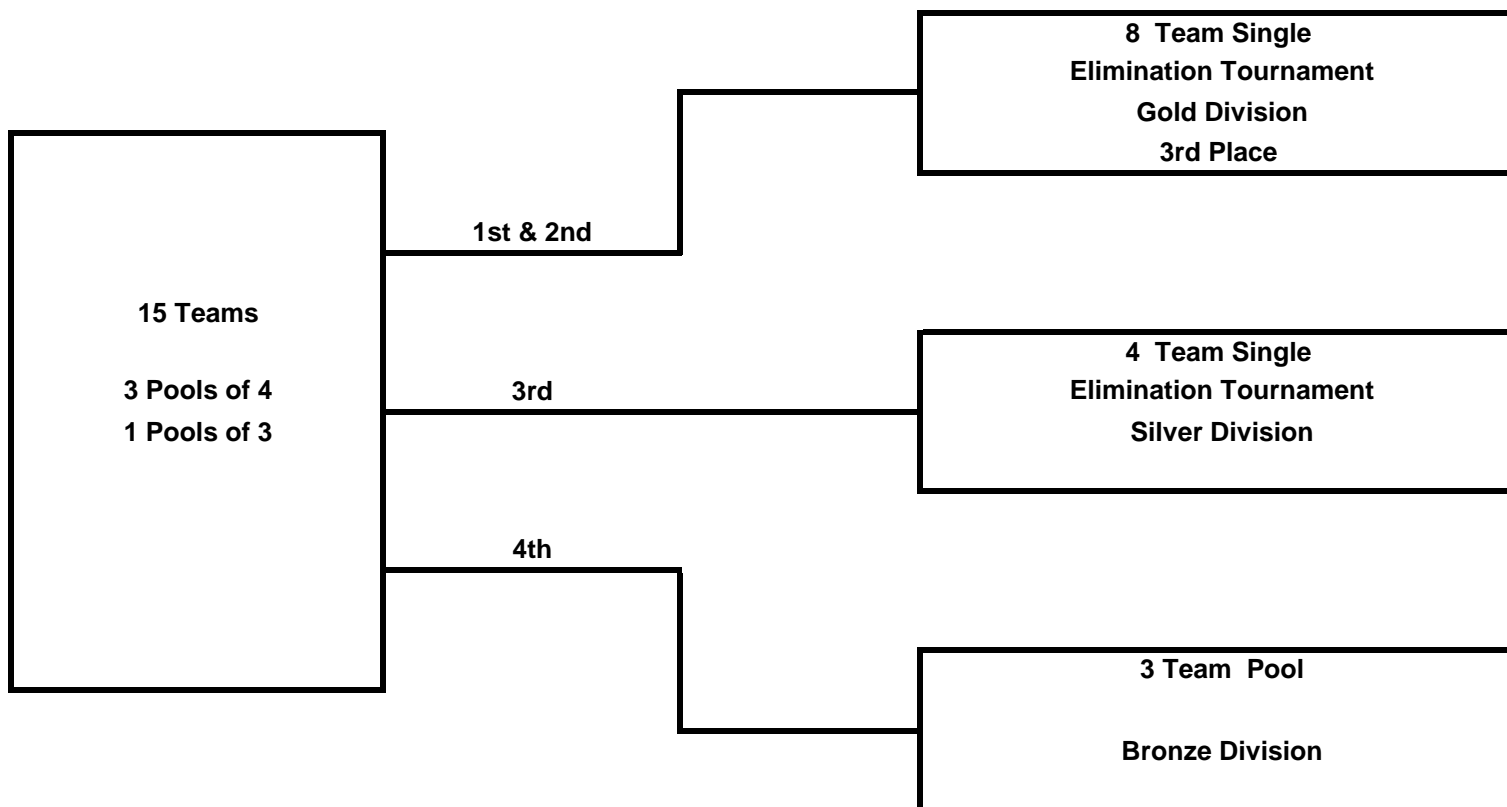 15 Teams
3 Pools of 4
1 Pools of 3
1st & 2nd
3rd
4th
8 Team Single
Elimination Tournament
Gold Division
3rd Place
4 Team Single
Elimination Tournament
Silver Division
3 Team Pool
Bronze Division